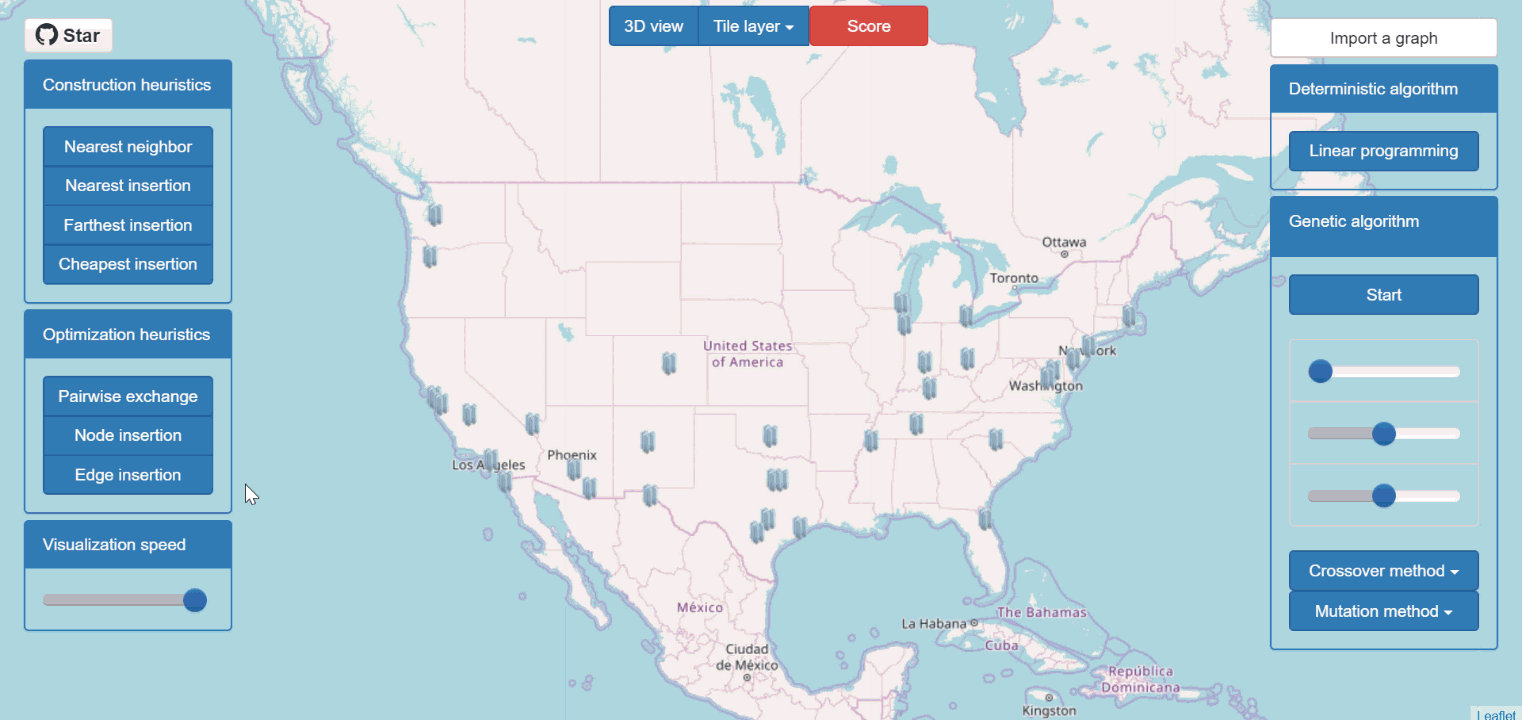 Star
Construction heuristics
Nearest neighbor
Nearest insertion
Farthest insertion
Cheapest insertion
Optimization heuristics
Pairwise exchange
Node insertion
Edge insertion
Visualization speed
3D view
Tile layer
Score
Ottawa
Toronto
United States
of America
New York
Washington
Los Angeles
Phoenix
México
Ciudad
de México
La Habana
The Bahamas
Cuba
República
Dominicana
Kingston
Import a graph
Deterministic algorithm
Linear programming
Genetic algorithm
Start
Crossover method
Mutation method
Leaflet